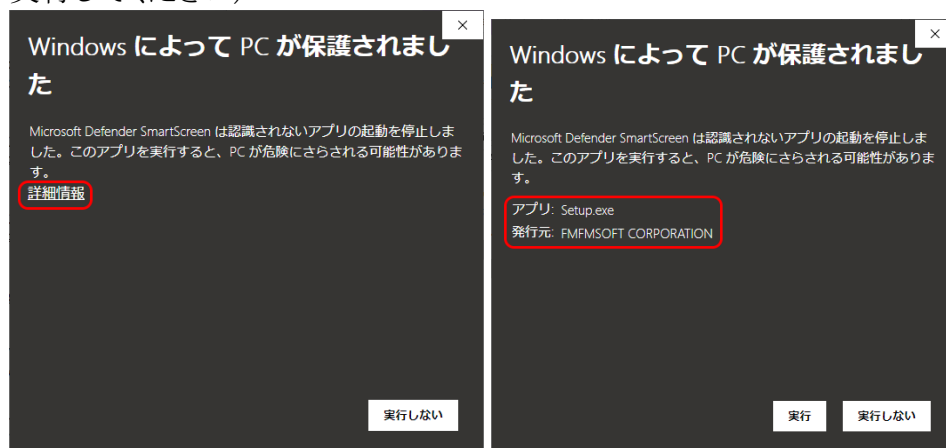 Windows によって PC が保護されまし
た
Microsoft Defender SmartScreen は認識されないアプリの起動を停止しま
した。このアプリを実行すると、PC が危険にさらされる可能性がありま
す。
詳細情報
実行しない
Windows によって PC が保護されまし
た
Microsoft Defender SmartScreen は認識されないアプリの起動を停止しま
した。このアプリを実行すると、PC が危険にさらされる可能性がありま
す。
アプリ: Setup.exe
発行元: FMFMSOFT CORPORATION
実行 実行しない